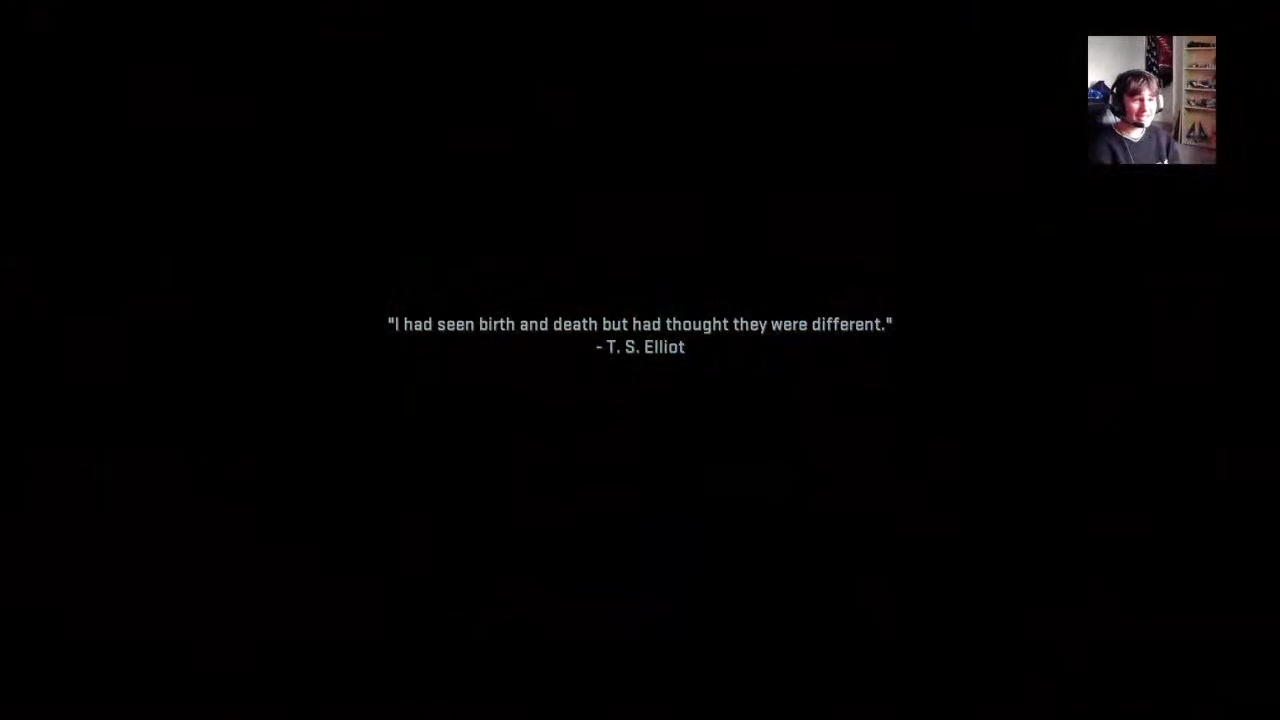 "I had seen birth and death but had thought they were different."
- T. S. Elliot